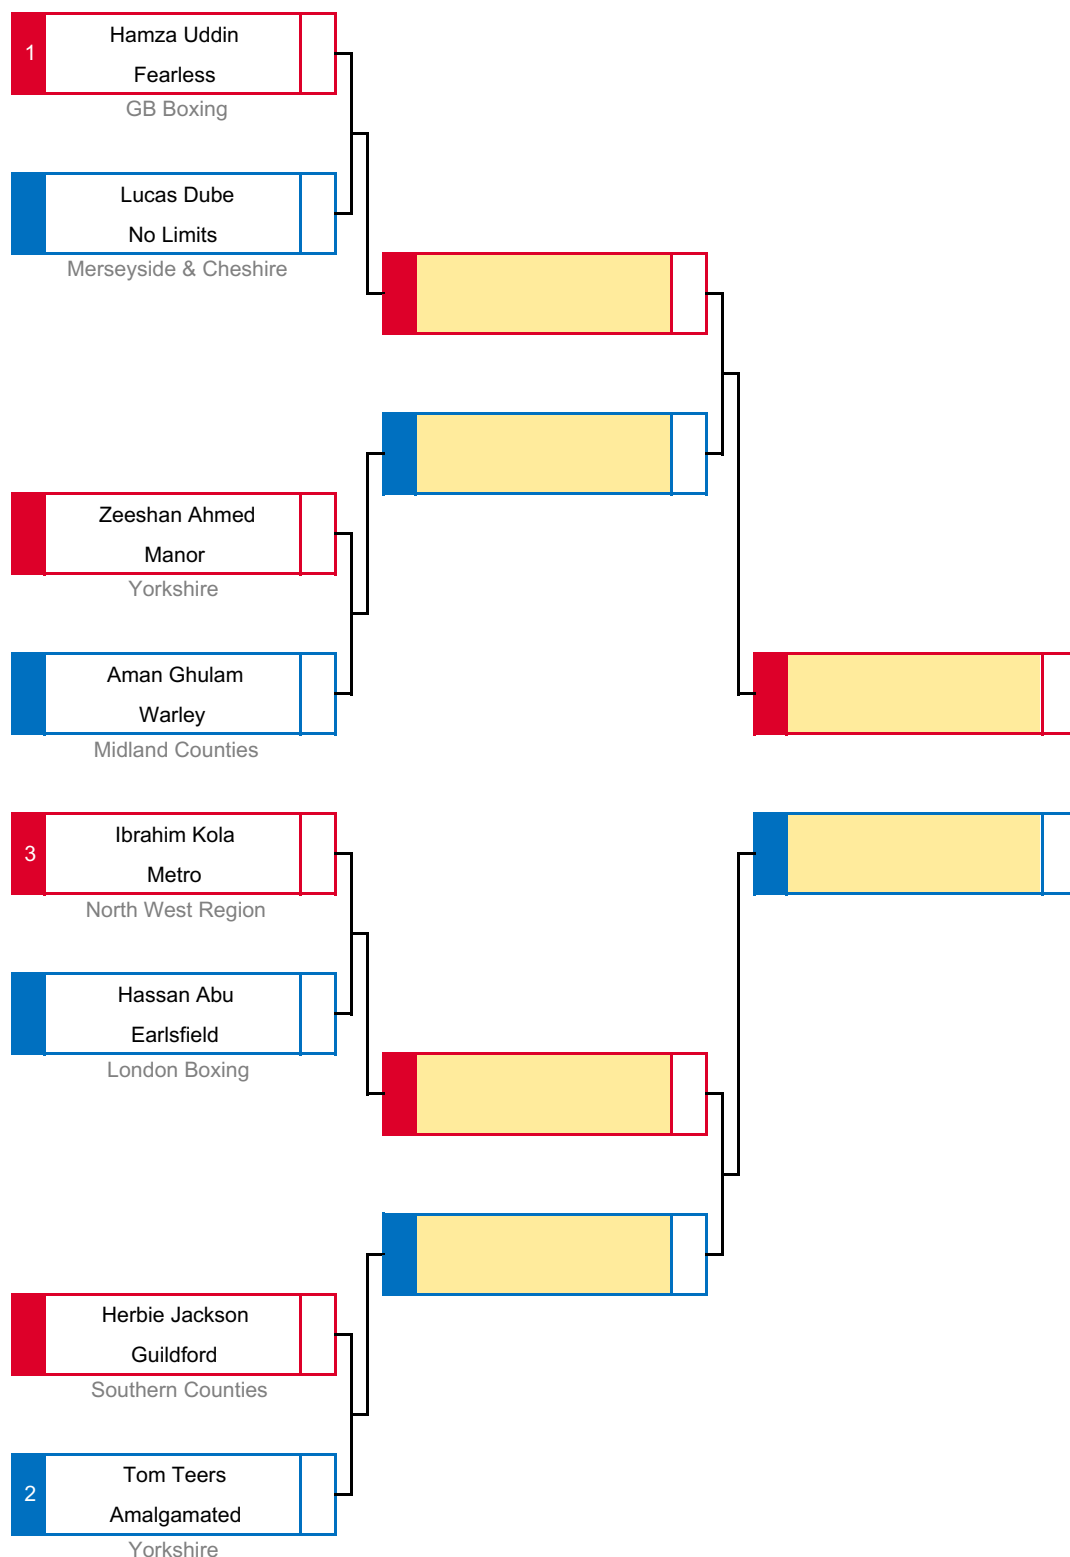 1
Hamza Uddin
Fearless
GB Boxing
Lucas Dube
No Limits
Merseyside & Cheshire
Zeeshan Ahmed
Manor
Yorkshire
Aman Ghulam
Warley
Midland Counties
3
Ibrahim Kola
Metro
North West Region
Hassan Abu
Earlsfield
London Boxing
Herbie Jackson
Guildford
Southern Counties
2
Tom Teers
Amalgamated
Yorkshire